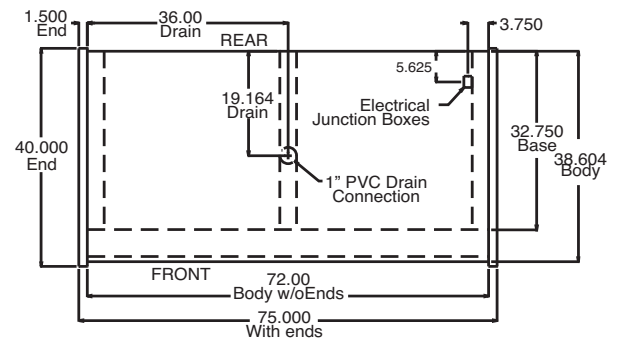 1.500
End
36.00
Drain
REAR
3.750
5.625
19.164
Drain
Electrical
Junction Boxes
40.000
End
32.750
Base
38.604
Body
1” PVC Drain
Connection
FRONT
72.00
Body w/oEnds
75.000
With ends